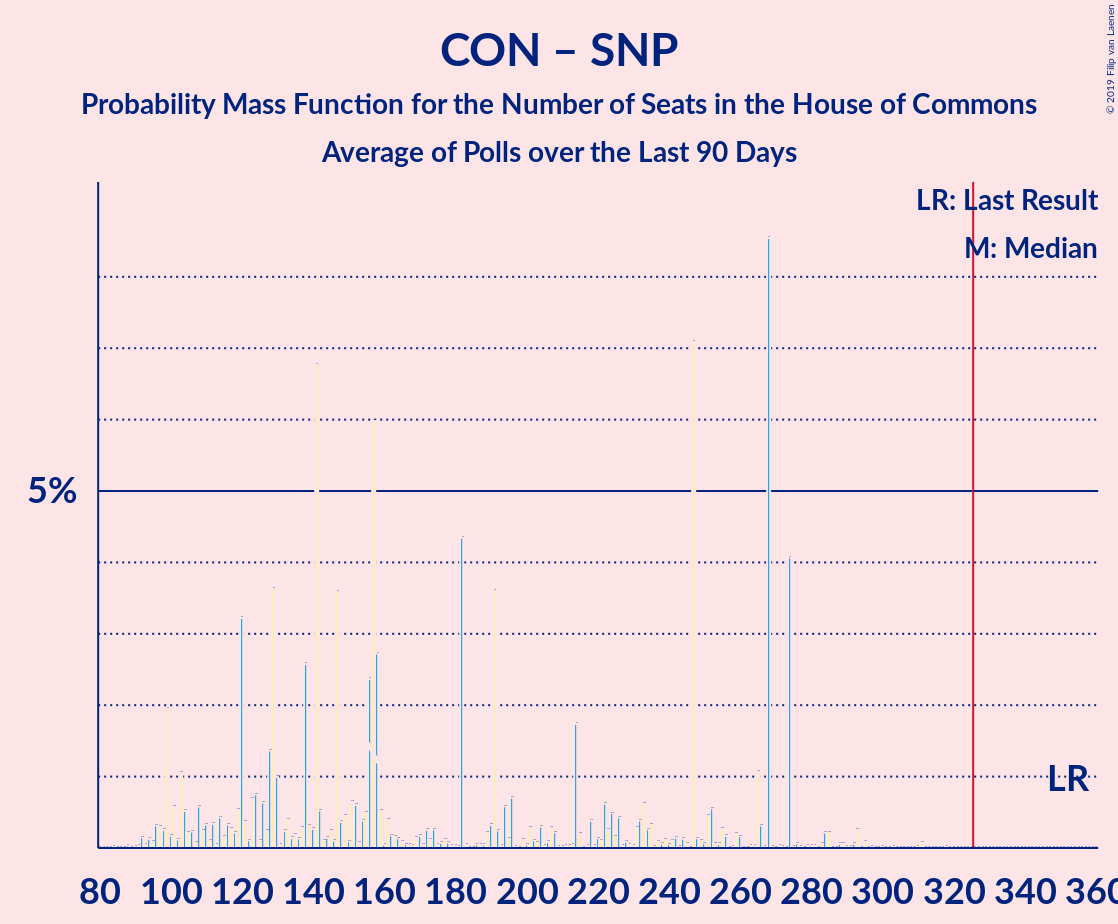 CON – SNP
Probability Mass Function for the Number of Seats in the House of Commons
Average of Polls over the Last 90 Days
© 2019 Filip van Laenen
LR: Last Result
M: Median
5%
LR
80 100 120 140 160 180 200 220 240 260 280 300 320 340 360